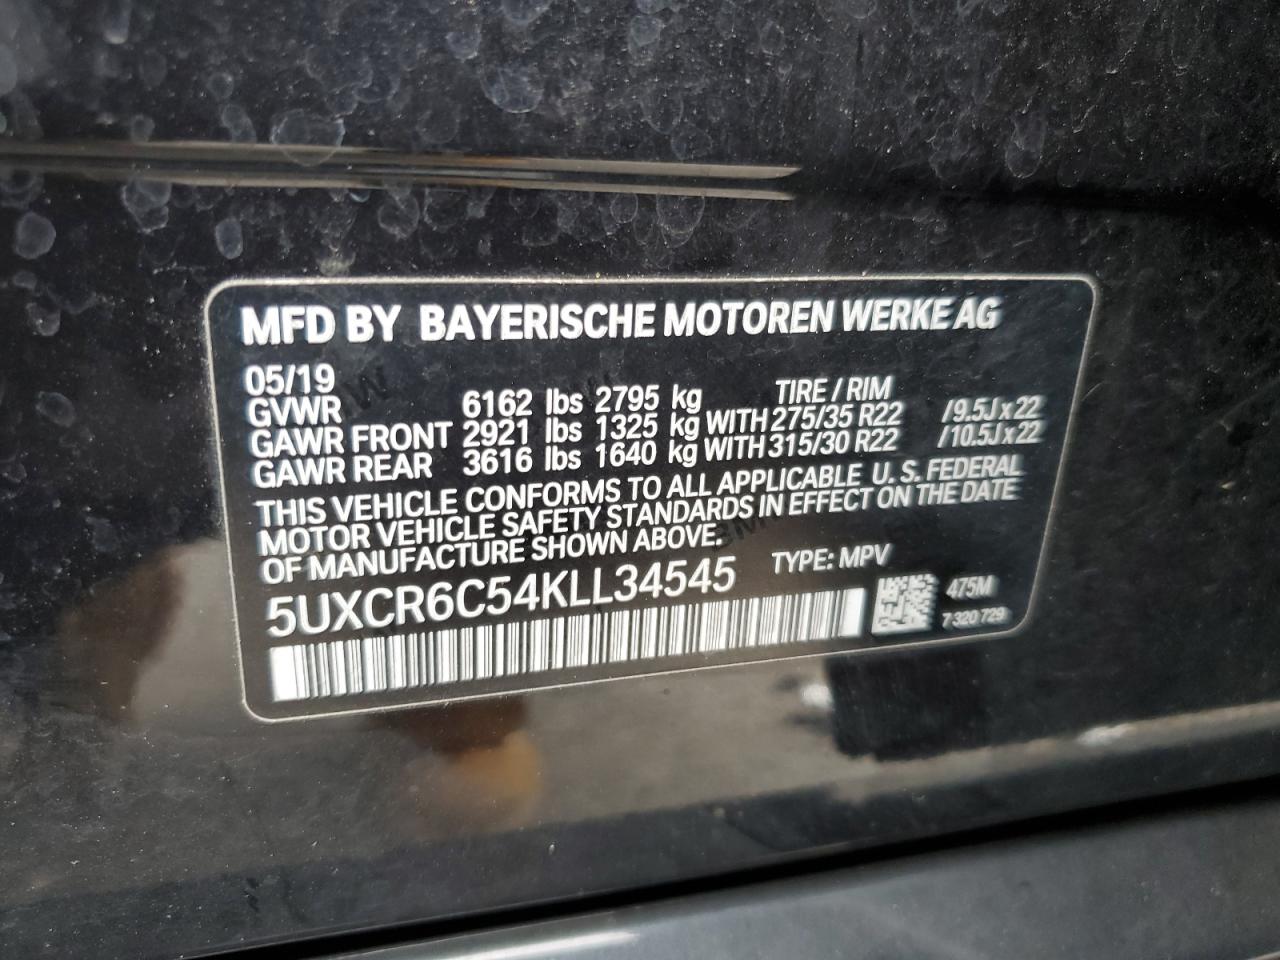 MFD BY BAYERISCHE MOTOREN WERKE AG
05/19
GVWR 6162 lbs 2795 kg TIRE / RIM
GAWR FRONT 2921 lbs 1325 kg WITH 275/35 R22 /9.5J x 22
GAWR REAR 3616 lbs 1640 kg WITH 315/30 R22 /10.5J x 22
THIS VEHICLE CONFORMS TO ALL APPLICABLE U. S. FEDERAL
MOTOR VEHICLE SAFETY STANDARDS IN EFFECT ON THE DATE
OF MANUFACTURE SHOWN ABOVE.
5UXCR6C54KLL34545 TYPE: MPV
475M
7 320 729